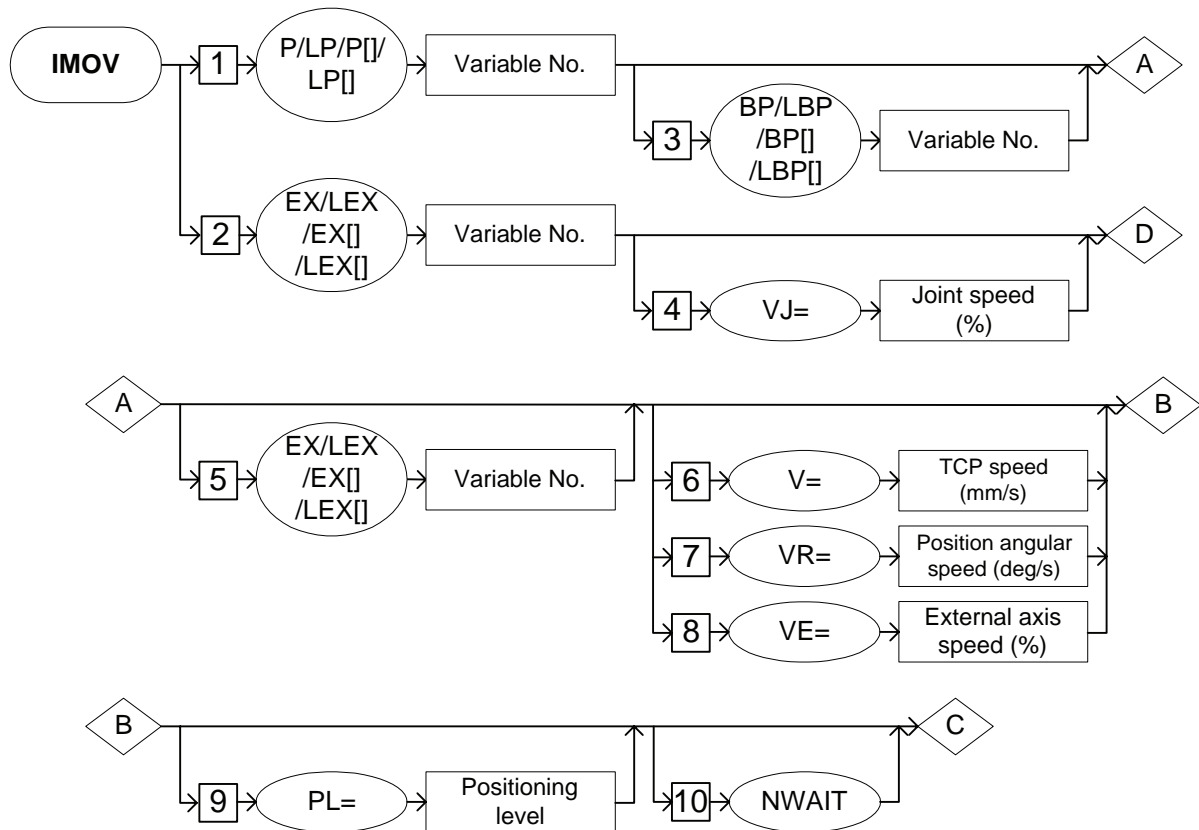 IMOV
1
P/LP/P[]/
LP[]
Variable No.
A
3
BP/LBP
/BP[]
/LBP[]
Variable No.
2
EX/LEX
/EX[]
/LEX[]
Variable No.
D
4
VJ=
Joint speed
(%)
A
B
5
EX/LEX
/EX[]
/LEX[]
Variable No.
6
V=
TCP speed
(mm/s)
7
VR=
Position angular
speed (deg/s)
8
VE=
External axis
speed (%)
B
C
9
PL=
Positioning
level
10
NWAIT